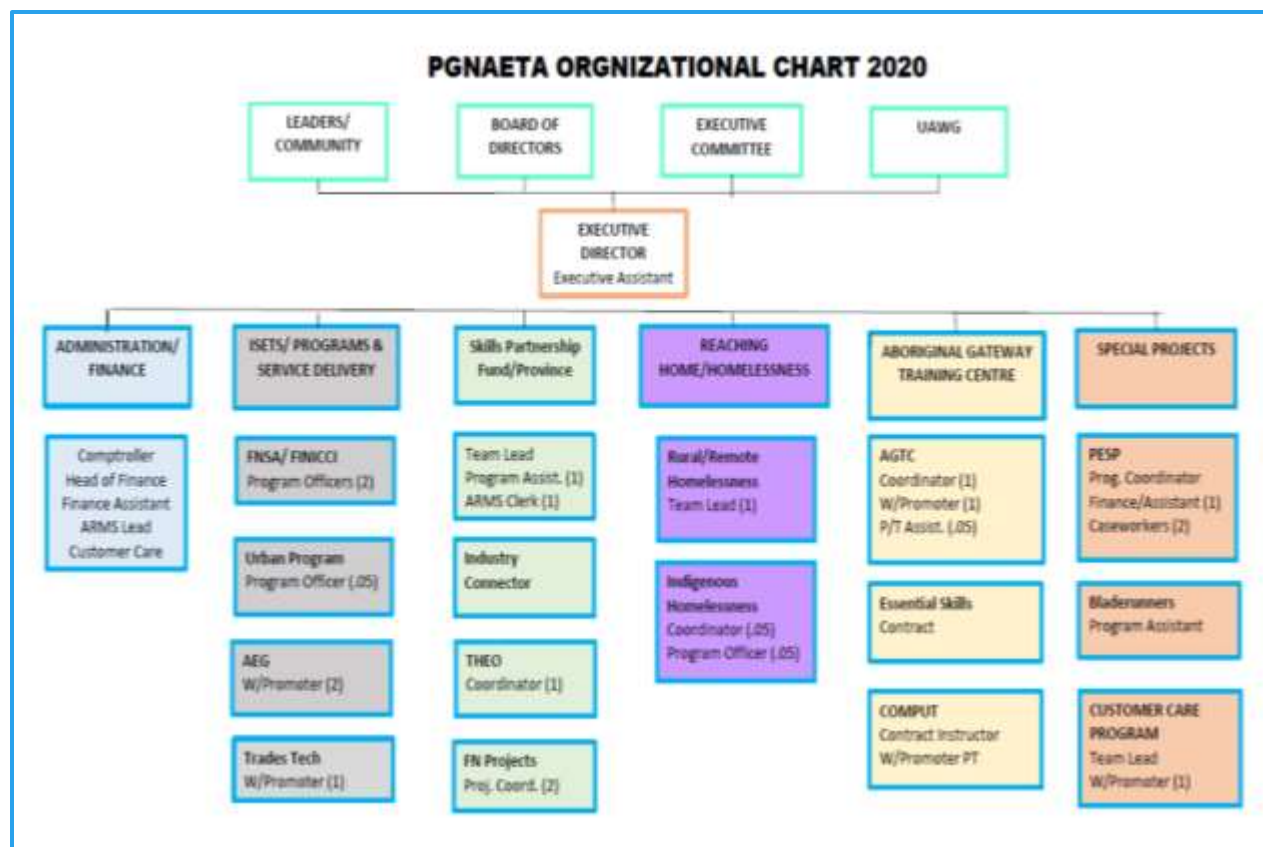 PGNAETA ORGNIZATIONAL CHART 2020
LEADERS/
COMMUNITY
BOARD OF
DIRECTORS
EXECUTIVE
COMMITTEE
UAWG
EXECUTIVE
DIRECTOR
Executive Assistant
ADMINISTRATION/
FINANCE
Comptroller
Head of Finance
Finance Assistant
ARMS Lead
Customer Care
ISETS/ PROGRAMS &
SERVICE DELIVERY
FNSA/ FINICCI
Program Officers (2)
Urban Program
Program Officer (.05)
AEG
W/Promoter (2)
Trades Tech
W/Promoter (1)
Skills Partnership
Fund/Province
Team Lead
Program Assist. (1)
ARMS Clerk (1)
Industry
Connector
THEO
Coordinator (1)
FN Projects
Proj. Coord. (2)
REACHING
HOME/HOMELESSNESS
Rural/Remote
Homelessness
Team Lead (1)
Indigenous
Homelessness
Coordinator (.05)
Program Officer (.05)
ABORIGINAL GATEWAY
TRAINING CENTRE
AGTC
Coordinator (1)
W/Promoter (1)
P/T Assist. (.05)
Essential Skills
Contract
COMPUT
Contract Instructor
W/Promoter PT
SPECIAL PROJECTS
PESP
Prog. Coordinator
Finance/Assistant (1)
Caseworkers (2)
Bladerunners
Program Assistant
CUSTOMER CARE
PROGRAM
Team Lead
W/Promoter (1)